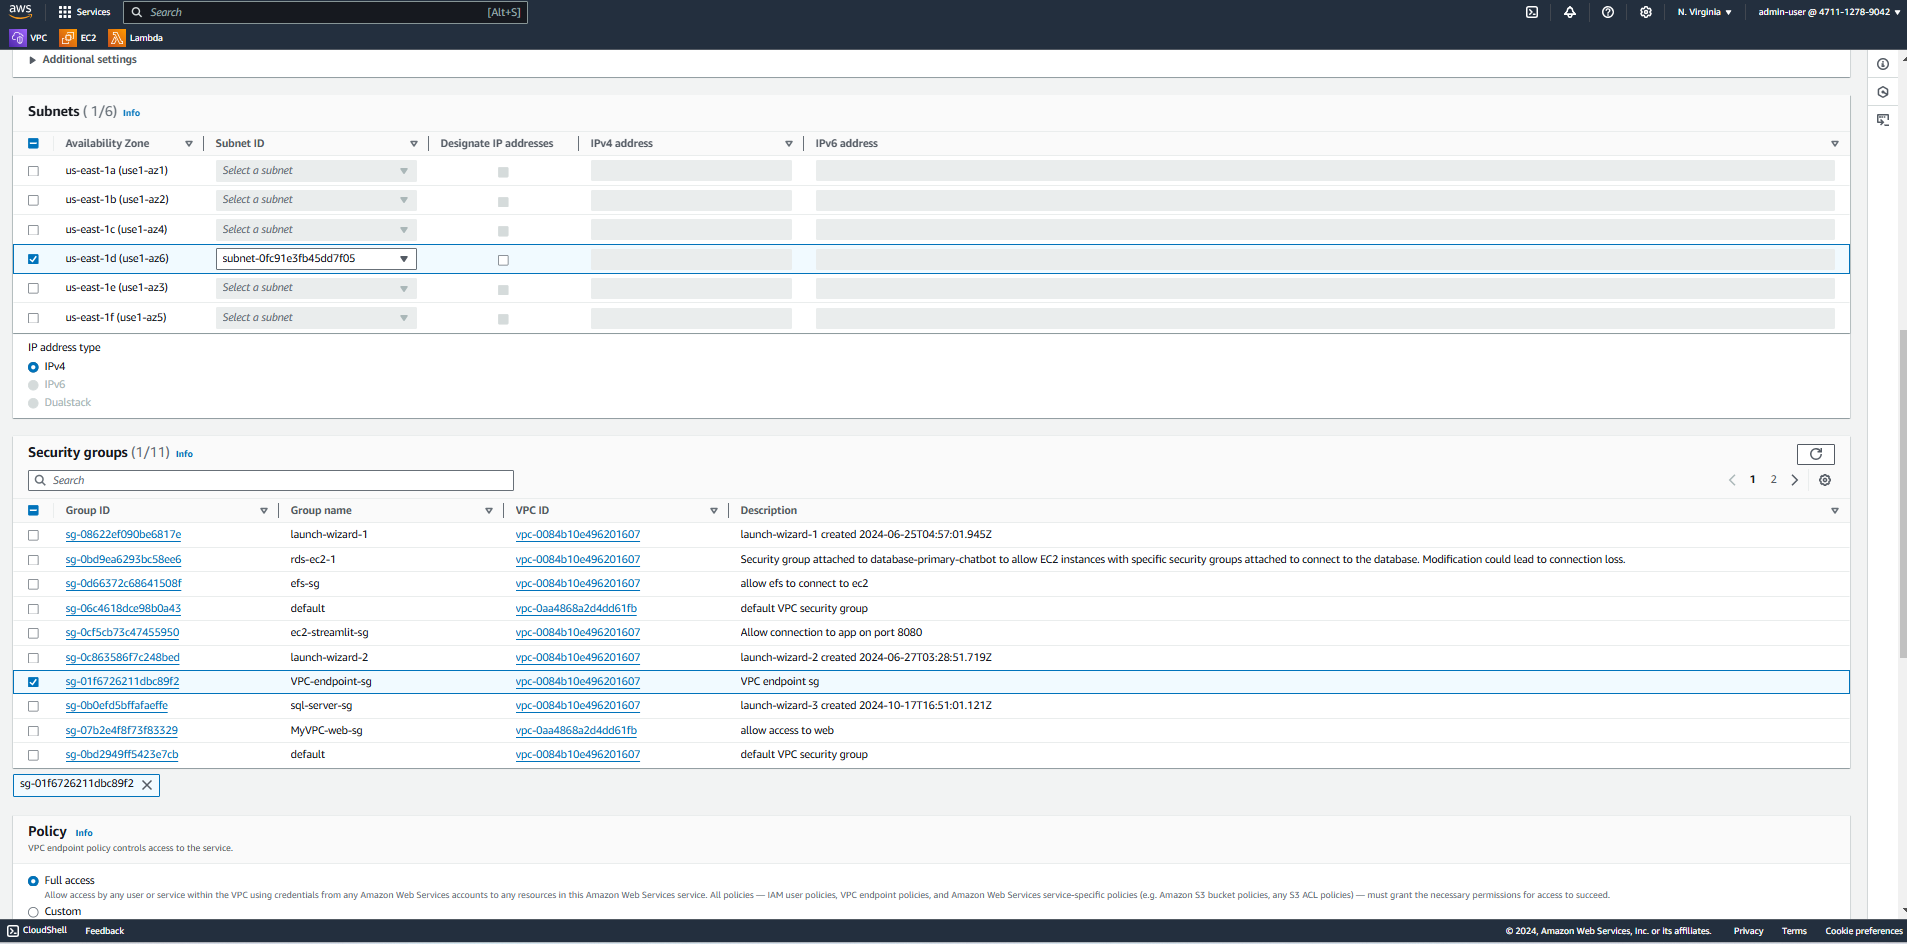 aws Services Search [Alt+S] N. Virginia admin-user @ 4711-1278-9042
VPC EC2 Lambda
Additional settings
Subnets ( 1/6) Info
Availability Zone Subnet ID Designate IP addresses IPv4 address IPv6 address
us-east-1a (use1-az1) Select a subnet
us-east-1b (use1-az2) Select a subnet
us-east-1c (use1-az4) Select a subnet
us-east-1d (use1-az6) subnet-0fc91e3fb45dd7f05
us-east-1e (use1-az3) Select a subnet
us-east-1f (use1-az5) Select a subnet
IP address type
IPv4
IPv6
Dualstack
Security groups (1/11) Info
Search
1 2
Group ID Group name VPC ID Description
sg-08622ef090be6817e launch-wizard-1 vpc-0084b10e496201607 launch-wizard-1 created 2024-06-25T04:57:01.945Z
sg-0bd9ea6293bc58ee6 rds-ec2-1 vpc-0084b10e496201607 Security group attached to database-primary-chatbot to allow EC2 instances with specific security groups attached to connect to the database. Modification could lead to connection loss.
sg-0d66372c68641508f efs-sg vpc-0084b10e496201607 allow efs to connect to ec2
sg-06c4618dce98b0a43 default vpc-0aa4868a2d4dd61fb default VPC security group
sg-0cf5cb73c47455950 ec2-streamlit-sg vpc-0084b10e496201607 Allow connection to app on port 8080
sg-0c863586f7c248bed launch-wizard-2 vpc-0084b10e496201607 launch-wizard-2 created 2024-06-27T03:28:51.719Z
sg-01f6726211dbc89f2 VPC-endpoint-sg vpc-0084b10e496201607 VPC endpoint sg
sg-0b0efd5bffafaeffe sql-server-sg vpc-0084b10e496201607 launch-wizard-3 created 2024-10-17T16:51:01.121Z
sg-07b2e4f8f73f83329 MyVPC-web-sg vpc-0aa4868a2d4dd61fb allow access to web
sg-0bd2949ff5423e7cb default vpc-0084b10e496201607 default VPC security group
sg-01f6726211dbc89f2
Policy Info
VPC endpoint policy controls access to the service.
Full access
Allow access by any user or service within the VPC using credentials from any Amazon Web Services accounts to any resources in this Amazon Web Services service. All policies — IAM user policies, VPC endpoint policies, and Amazon Web Services service-specific policies (e.g. Amazon S3 bucket policies, any S3 ACL policies) — must grant the necessary permissions for access to succeed.
Custom
CloudShell Feedback © 2024, Amazon Web Services, Inc. or its affiliates. Privacy Terms Cookie preferences